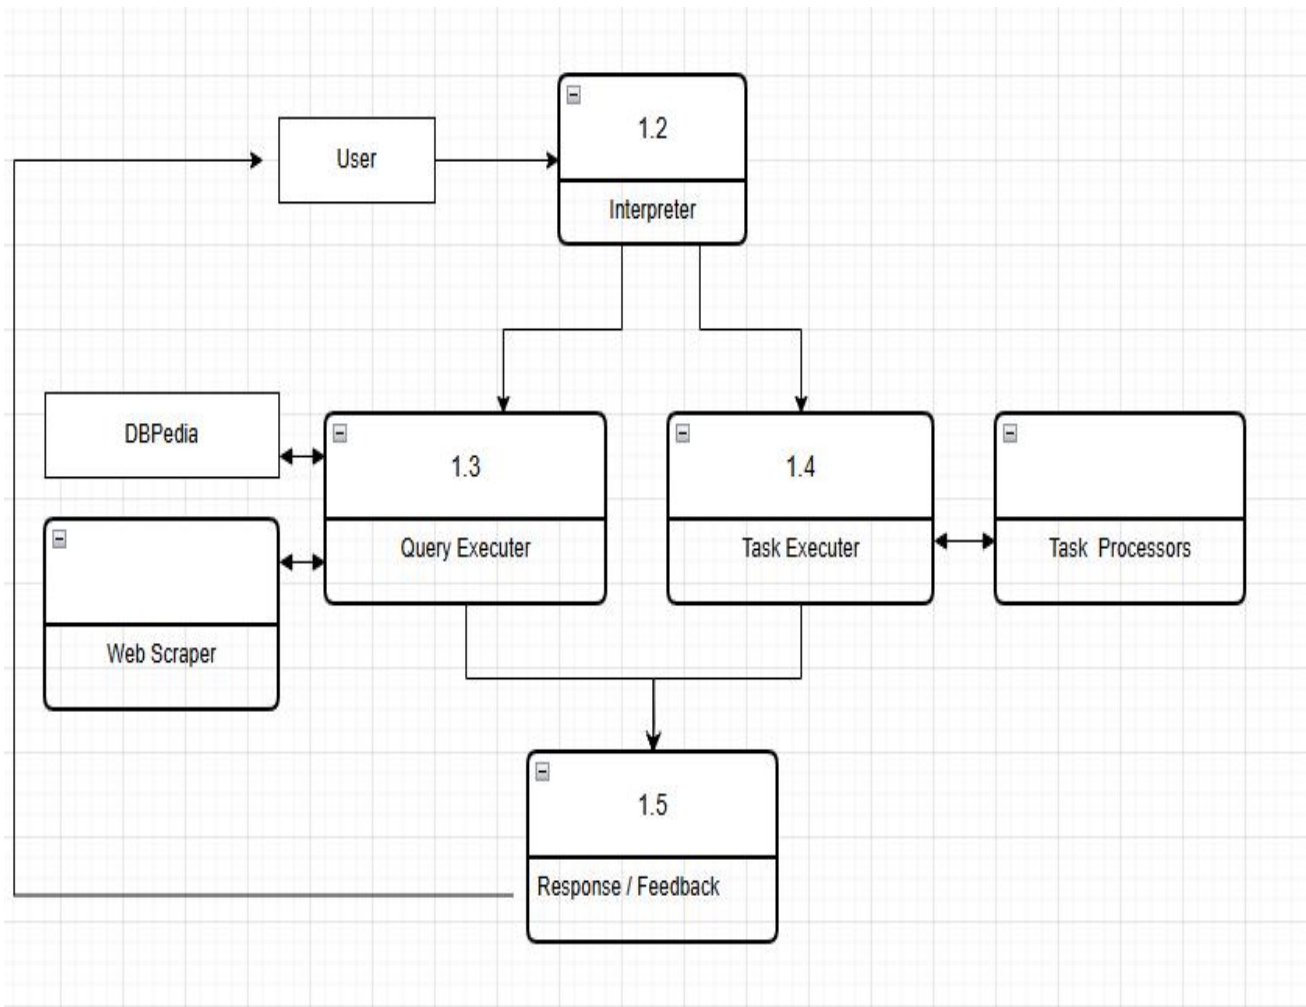 1.2
User
Interpreter
DBPedia
1.3
1.4
Query Executer
Task Executer
Task Processors
Web Scraper
1.5
Response / Feedback